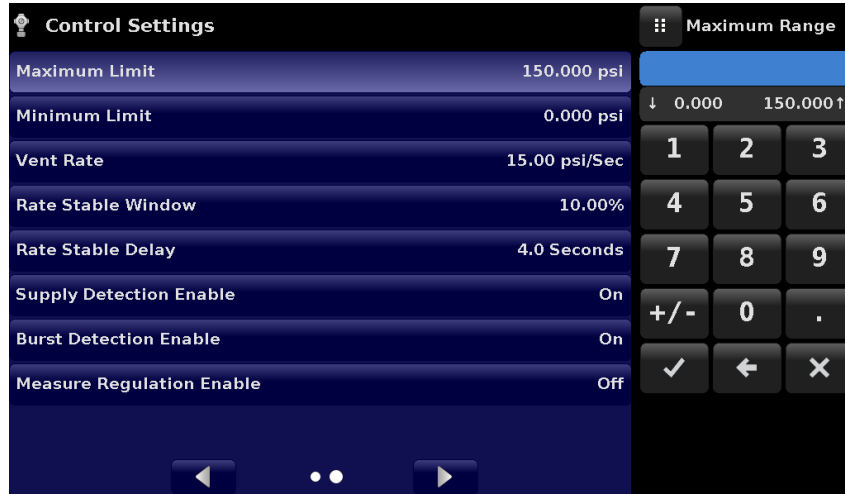 Control Settings
Maximum Range
Maximum Limit 150.000 psi
Minimum Limit 0.000 psi
Vent Rate 15.00 psi/Sec
Rate Stable Window 10.00%
Rate Stable Delay 4.0 Seconds
Supply Detection Enable On
Burst Detection Enable On
Measure Regulation Enable Off
↓ 0.000 150.000↑
1 2 3
4 5 6
7 8 9
+/- 0 .